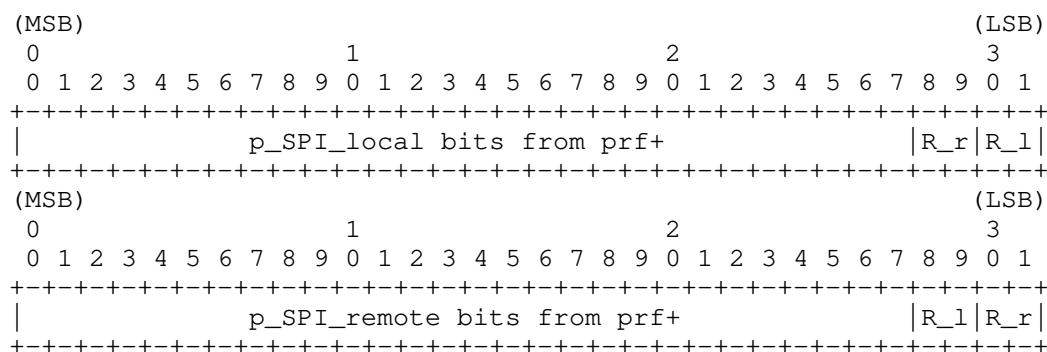 (MSB)                                                       (LSB)
 0                   1                   2                   3
 0 1 2 3 4 5 6 7 8 9 0 1 2 3 4 5 6 7 8 9 0 1 2 3 4 5 6 7 8 9 0 1
+-+-+-+-+-+-+-+-+-+-+-+-+-+-+-+-+-+-+-+-+-+-+-+-+-+-+-+-+-+-+-+-+
|              p_SPI_local bits from prf+               |R_r|R_l|
+-+-+-+-+-+-+-+-+-+-+-+-+-+-+-+-+-+-+-+-+-+-+-+-+-+-+-+-+-+-+-+-+
(MSB)                                                       (LSB)
 0                   1                   2                   3
 0 1 2 3 4 5 6 7 8 9 0 1 2 3 4 5 6 7 8 9 0 1 2 3 4 5 6 7 8 9 0 1
+-+-+-+-+-+-+-+-+-+-+-+-+-+-+-+-+-+-+-+-+-+-+-+-+-+-+-+-+-+-+-+-+
|              p_SPI_remote bits from prf+              |R_l|R_r|
+-+-+-+-+-+-+-+-+-+-+-+-+-+-+-+-+-+-+-+-+-+-+-+-+-+-+-+-+-+-+-+-+